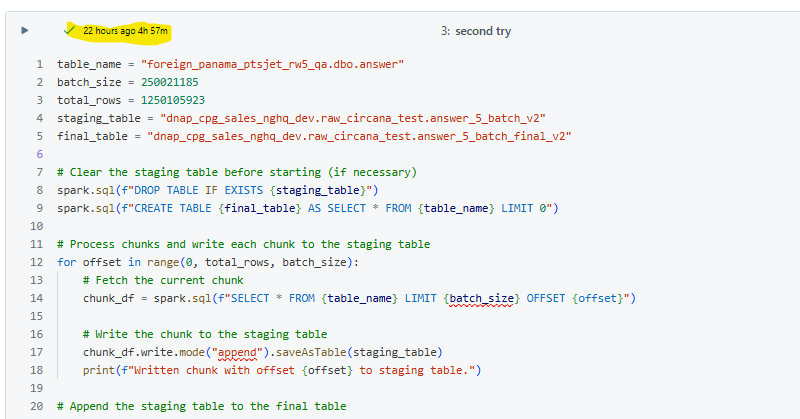 22 hours ago 4h 57m
3: second try
1 table_name = "foreign_panama_ptsjet_rw5_qa.dbo.answer"
2 batch_size = 250021185
3 total_rows = 1250105923
4 staging_table = "dnap_cpg_sales_nghq_dev.raw_circana_test.answer_5_batch_v2"
5 final_table = "dnap_cpg_sales_nghq_dev.raw_circana_test.answer_5_batch_final_v2"
6
7 # Clear the staging table before starting (if necessary)
8 spark.sql(f"DROP TABLE IF EXISTS {staging_table}")
9 spark.sql(f"CREATE TABLE {final_table} AS SELECT * FROM {table_name} LIMIT 0")
10
11 # Process chunks and write each chunk to the staging table
12 for offset in range(0, total_rows, batch_size):
13     # Fetch the current chunk
14     chunk_df = spark.sql(f"SELECT * FROM {table_name} LIMIT {batch_size} OFFSET {offset}")
15
16     # Write the chunk to the staging table
17     chunk_df.write.mode("append").saveAsTable(staging_table)
18     print(f"Written chunk with offset {offset} to staging table.")
19
20 # Append the staging table to the final table